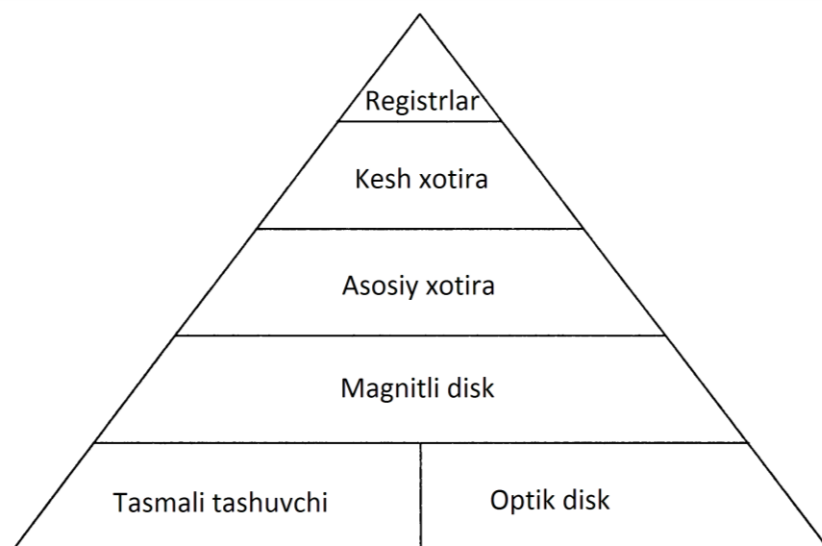 Registrlar
Kesh xotira
Asosiy xotira
Magnitli disk
Tasmali tashuvchi
Optik disk